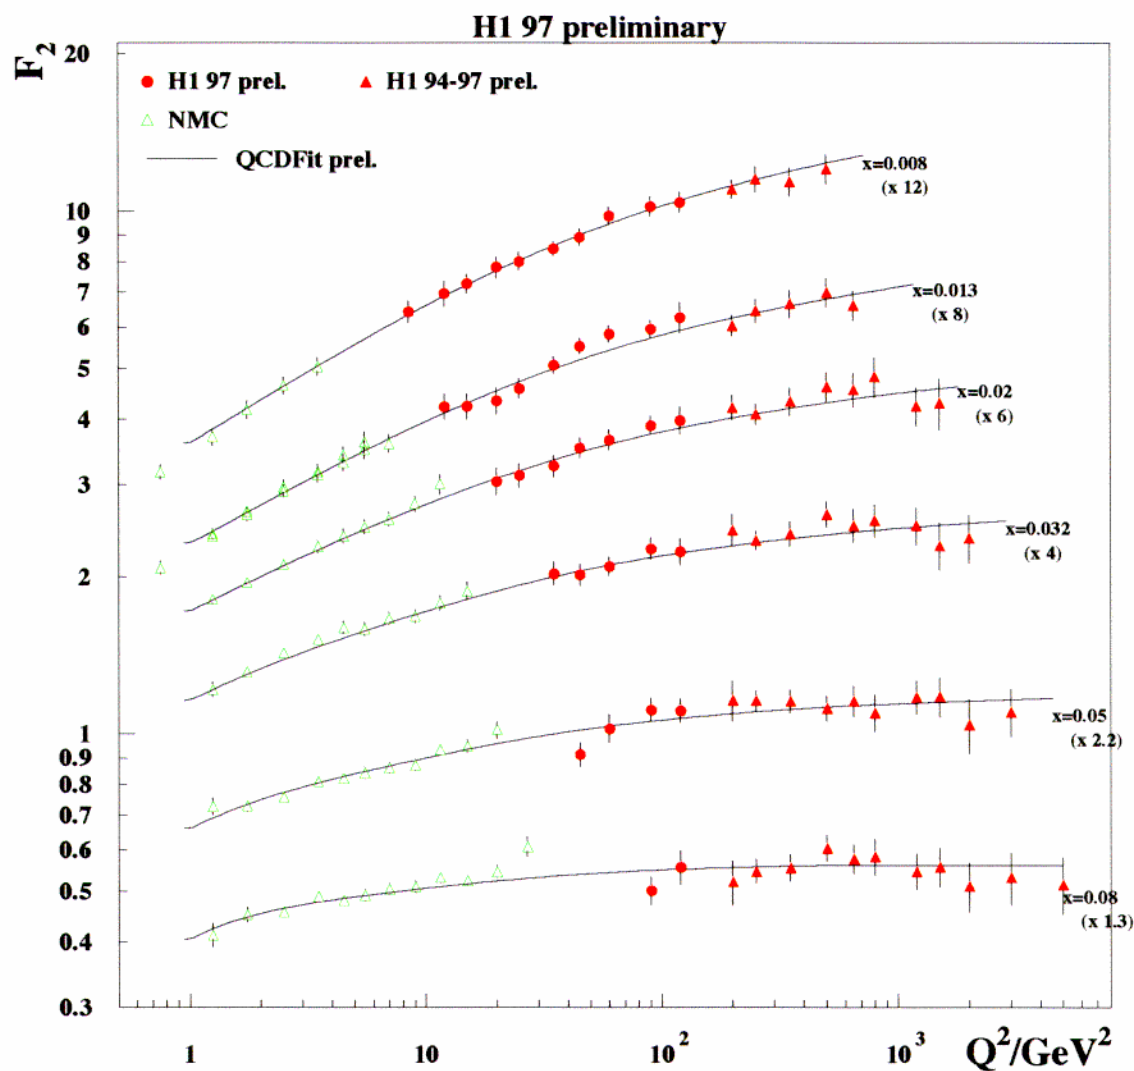 H1 97 preliminary
F2
20
H1 97 prel.
H1 94-97 prel.
NMC
QCDFit prel.
x=0.008
(x 12)
10
9
8
7
x=0.013
(x 8)
6
5
x=0.02
(x 6)
4
3
x=0.032
(x 4)
2
1
x=0.05
(x 2.2)
0.9
0.8
0.7
0.6
0.5
x=0.08
(x 1.3)
0.4
0.3
1
10
10^2
10^3
Q^2/GeV^2